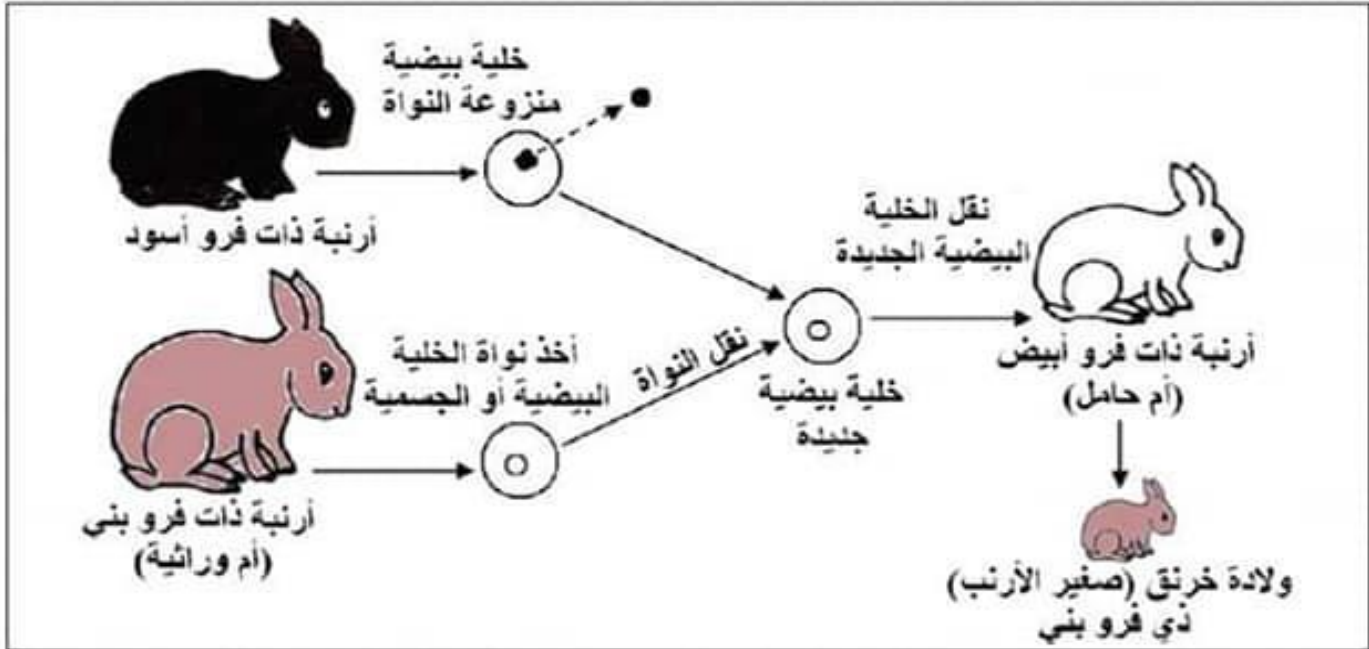 خلية بيضية
منزوعة النواة
أرنبة ذات فرو أسود
نقل الخلية
البيضية الجديدة
أرنبة ذات فرو أبيض
(أم حامل)
أخذ نواة الخلية
البيضية أو الجسمية
نقل النواة
خلية بيضية
جديدة
أرنبة ذات فرو بني
(أم وراثية)
ولادة خرنق (صغير الأرنب)
ذي فرو بني